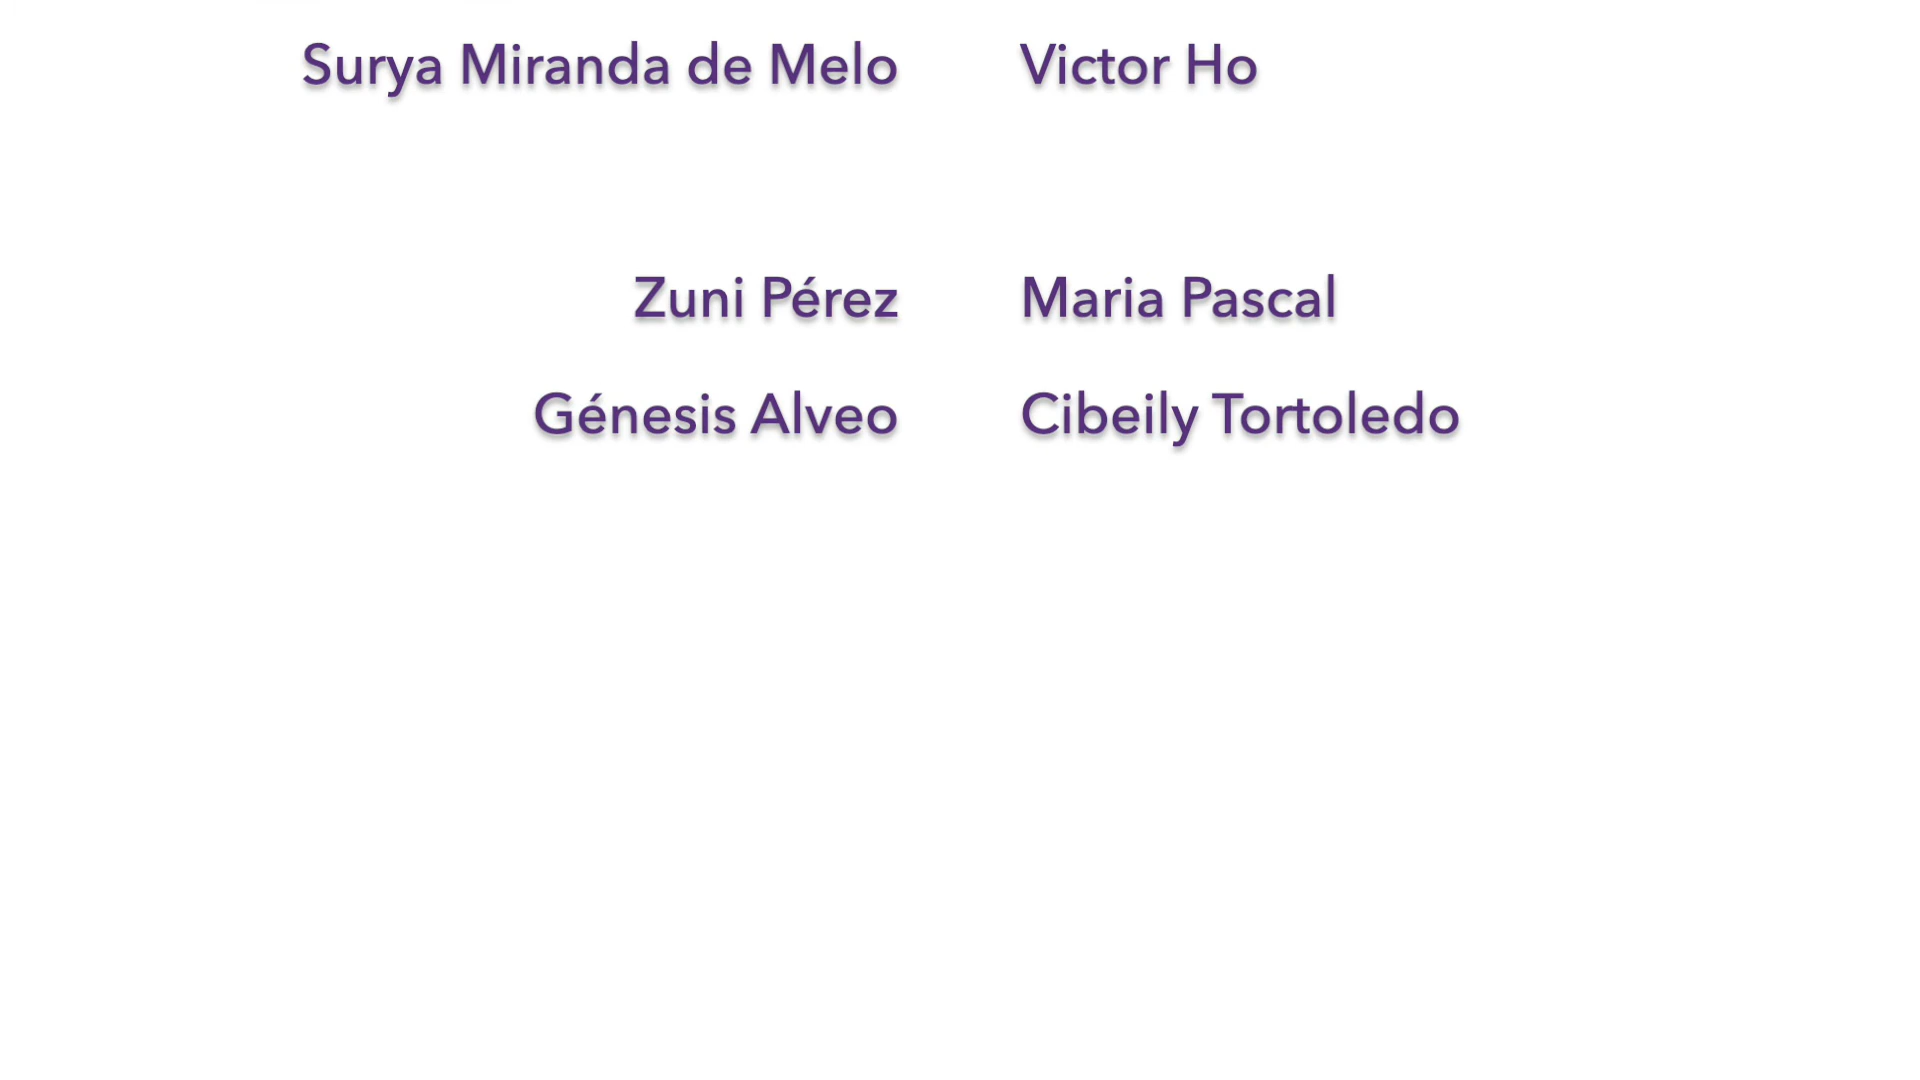 Surya Miranda de Melo Victor Ho
Zuni Pérez Maria Pascal
Génesis Alveo Cibeily Tortoledo